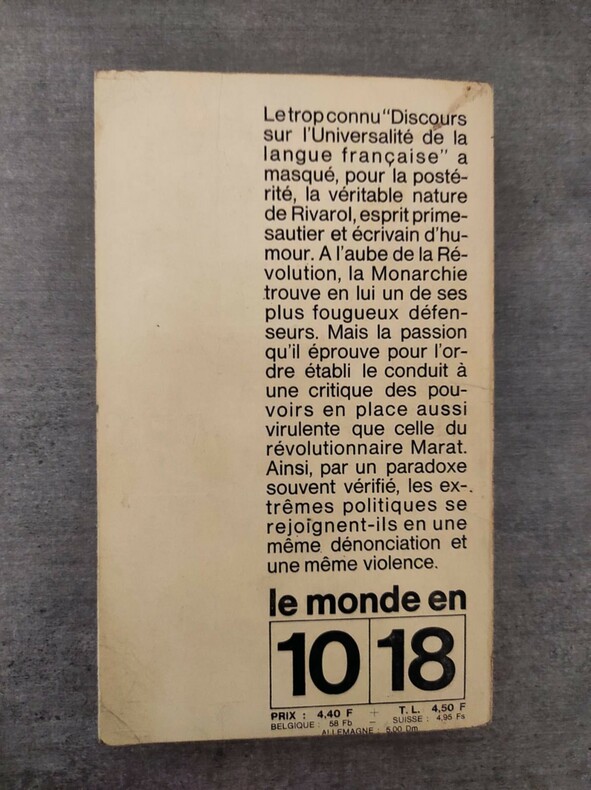 Le trop connu "Discours
sur l'Universalité de la
langue française" a
masqué, pour la posté-
rité, la véritable nature
de Rivarol, esprit prime-
sautier et écrivain d'hu-
mour. A l'aube de la Ré-
volution, la Monarchie
trouve en lui un de ses
plus fougueux défen-
seurs. Mais la passion
qu'il éprouve pour l'or-
dre établi le conduit à
une critique des pou-
voirs en place aussi
virulente que celle du
révolutionnaire Marat.
Ainsi, par un paradoxe
souvent vérifié, les ex-
trêmes politiques se
rejoignent-ils en une
même dénonciation et
une même violence.
le monde en
10 18
PRIX : 4,40 F + T.L. 4,50 F
BELGIQUE : 58 Fb – SUISSE : 4,95 Fs
ALLEMAGNE : 5,00 Dm